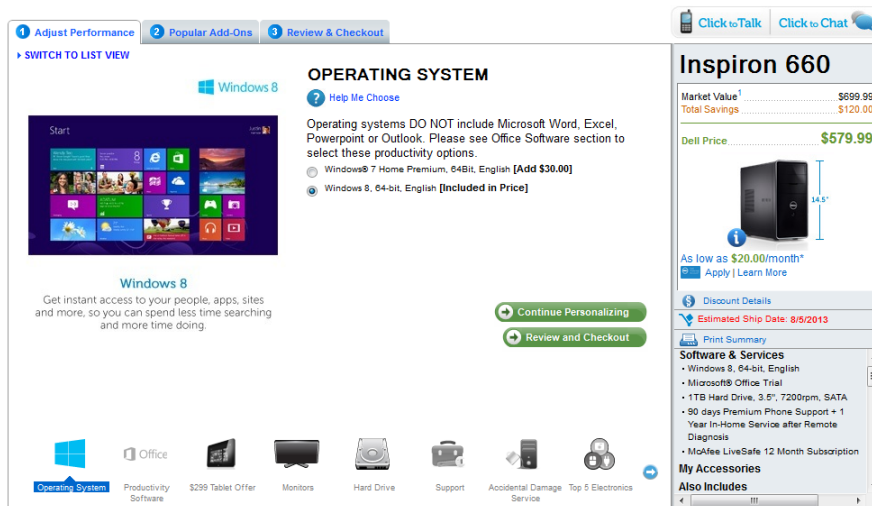 1 Adjust Performance
2 Popular Add-Ons
3 Review & Checkout
Click to Talk
Click to Chat
SWITCH TO LIST VIEW
Windows 8
Start
Windows 8
Get instant access to your people, apps, sites
and more, so you can spend less time searching
and more time doing.
OPERATING SYSTEM
? Help Me Choose
Operating systems DO NOT include Microsoft Word, Excel,
Powerpoint or Outlook. Please see Office Software section to
select these productivity options.
Windows® 7 Home Premium, 64Bit, English [Add $30.00]
Windows 8, 64-bit, English [Included in Price]
Continue Personalizing
Review and Checkout
Operating System
Office
Productivity
Software
$299 Tablet Offer
Monitors
Hard Drive
Support
Accidental Damage
Service
Top 5 Electronics
Inspiron 660
Market Value1 $699.99
Total Savings $120.00
Dell Price $579.99
14.5"
As low as $20.00/month*
Apply | Learn More
Discount Details
Estimated Ship Date: 8/5/2013
Print Summary
Software & Services
• Windows 8, 64-bit, English
• Microsoft® Office Trial
• 1TB Hard Drive, 3.5", 7200rpm, SATA
• 90 days Premium Phone Support + 1
Year In-Home Service after Remote
Diagnosis
• McAfee LiveSafe 12 Month Subscription
My Accessories
Also Includes